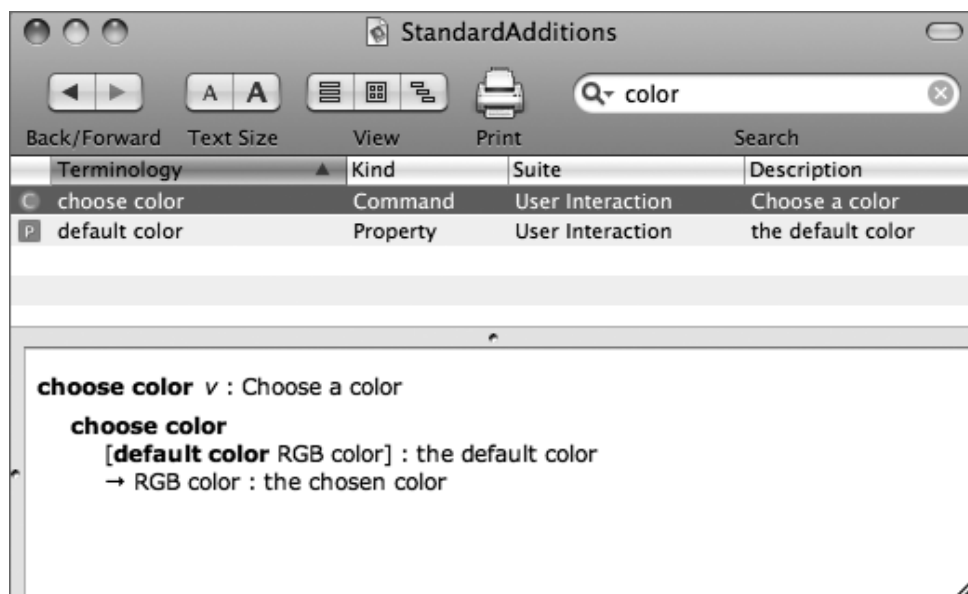 StandardAdditions
A A color
Back/Forward Text Size View Print Search
Terminology Kind Suite Description
C choose color Command User Interaction Choose a color
P default color Property User Interaction the default color
choose color v : Choose a color
choose color
[default color RGB color] : the default color
→ RGB color : the chosen color